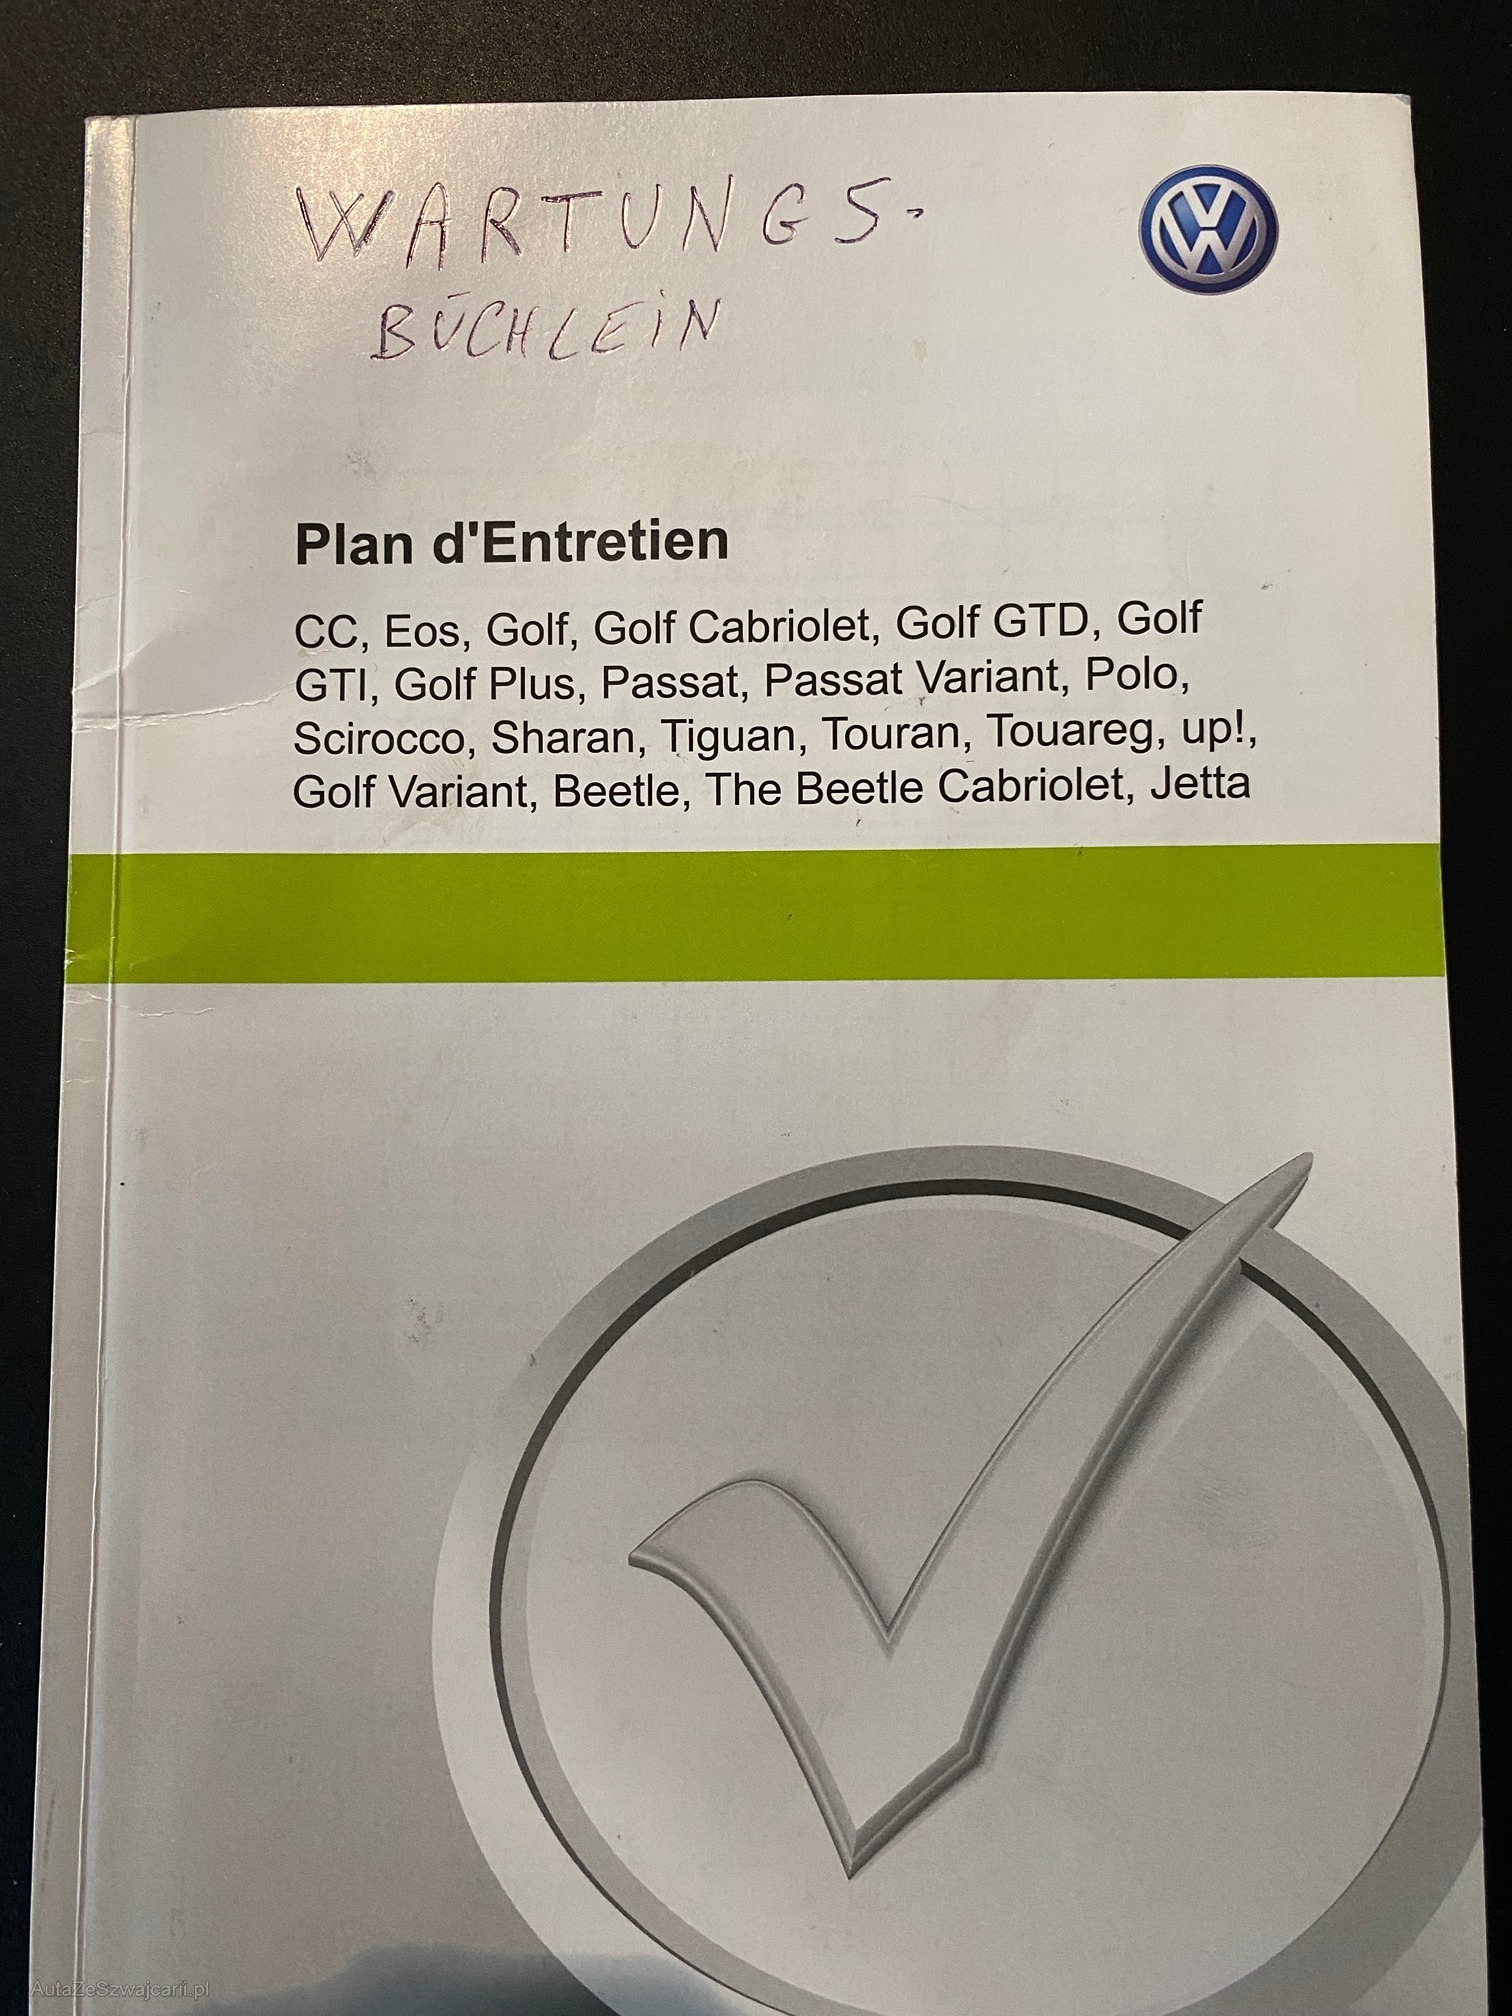 WARTUNGS-
BÜCHLEiN
Plan d'Entretien
CC, Eos, Golf, Golf Cabriolet, Golf GTD, Golf
GTI, Golf Plus, Passat, Passat Variant, Polo,
Scirocco, Sharan, Tiguan, Touran, Touareg, up!,
Golf Variant, Beetle, The Beetle Cabriolet, Jetta
AutaZeSzwajcarii.pl